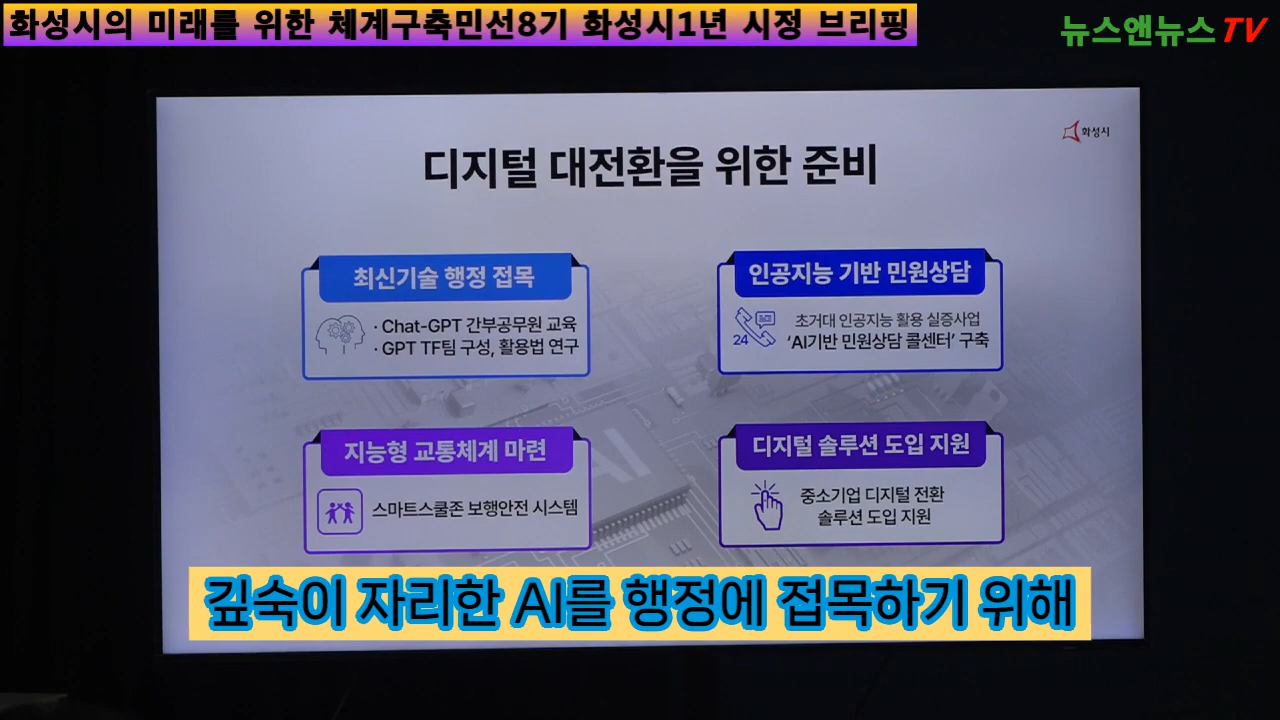 화성시의 미래를 위한 체계구축민선8기 화성시1년 시정 브리핑
뉴스앤뉴스TV
화성시
디지털 대전환을 위한 준비
최신기술 행정 접목
· Chat-GPT 간부공무원 교육
· GPT TF팀 구성, 활용법 연구
인공지능 기반 민원상담
24
초거대 인공지능 활용 실증사업
'AI기반 민원상담 콜센터' 구축
지능형 교통체계 마련
스마트스쿨존 보행안전 시스템
디지털 솔루션 도입 지원
중소기업 디지털 전환
솔루션 도입 지원
AI
깊숙이 자리한 AI를 행정에 접목하기 위해